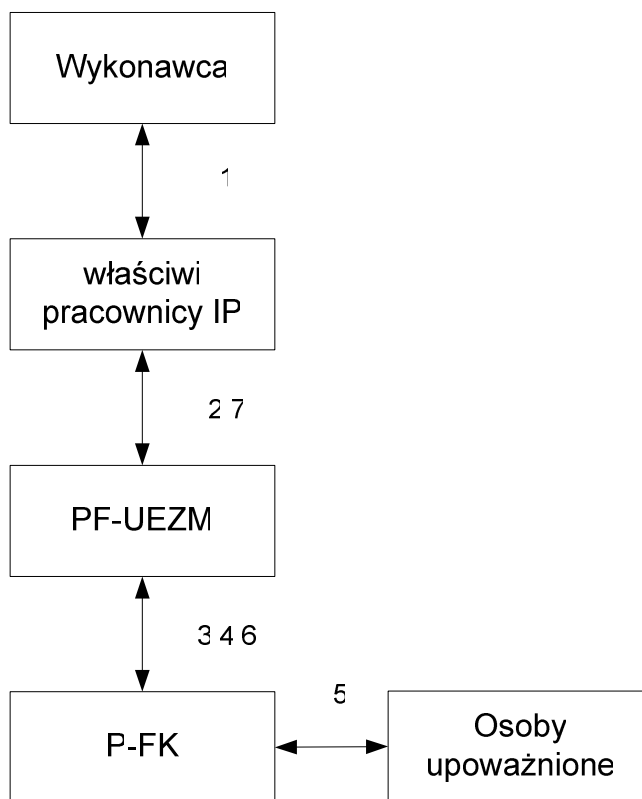 Wykonawca
1
właściwi
pracownicy IP
2 7
PF-UEZM
3 4 6
5
P-FK
Osoby
upoważnione